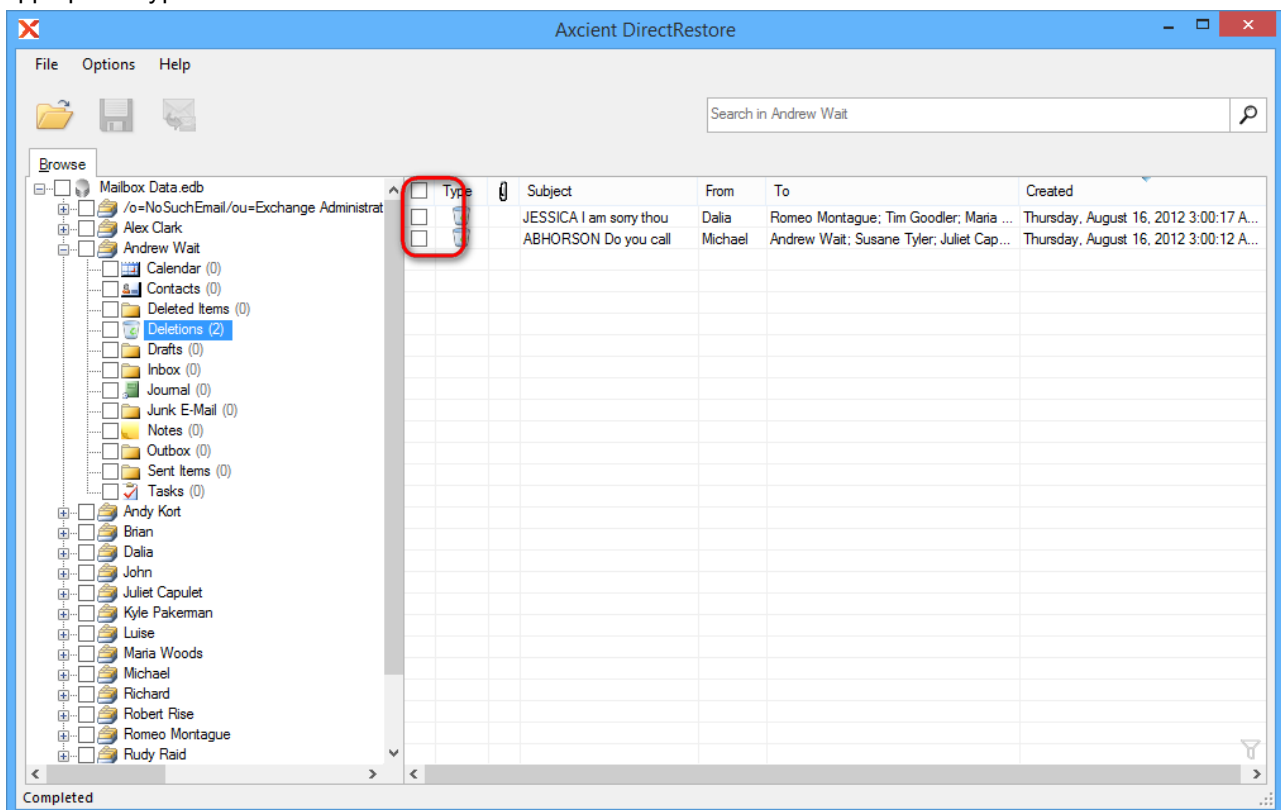 Axcient DirectRestore
File Options Help
Search in Andrew Wait
Browse
Mailbox Data.edb
/o=NoSuchEmail/ou=Exchange Administrat
Alex Clark
Andrew Wait
Calendar (0)
Contacts (0)
Deleted Items (0)
Deletions (2)
Drafts (0)
Inbox (0)
Journal (0)
Junk E-Mail (0)
Notes (0)
Outbox (0)
Sent Items (0)
Tasks (0)
Andy Kort
Brian
Dalia
John
Juliet Capulet
Kyle Pakerman
Luise
Maria Woods
Michael
Richard
Robert Rise
Romeo Montague
Rudy Raid
Type Subject From To Created
JESSICA I am sorry thou Dalia Romeo Montague; Tim Goodler; Maria ... Thursday, August 16, 2012 3:00:17 A...
ABHORSON Do you call Michael Andrew Wait; Susane Tyler; Juliet Cap... Thursday, August 16, 2012 3:00:12 A...
Completed